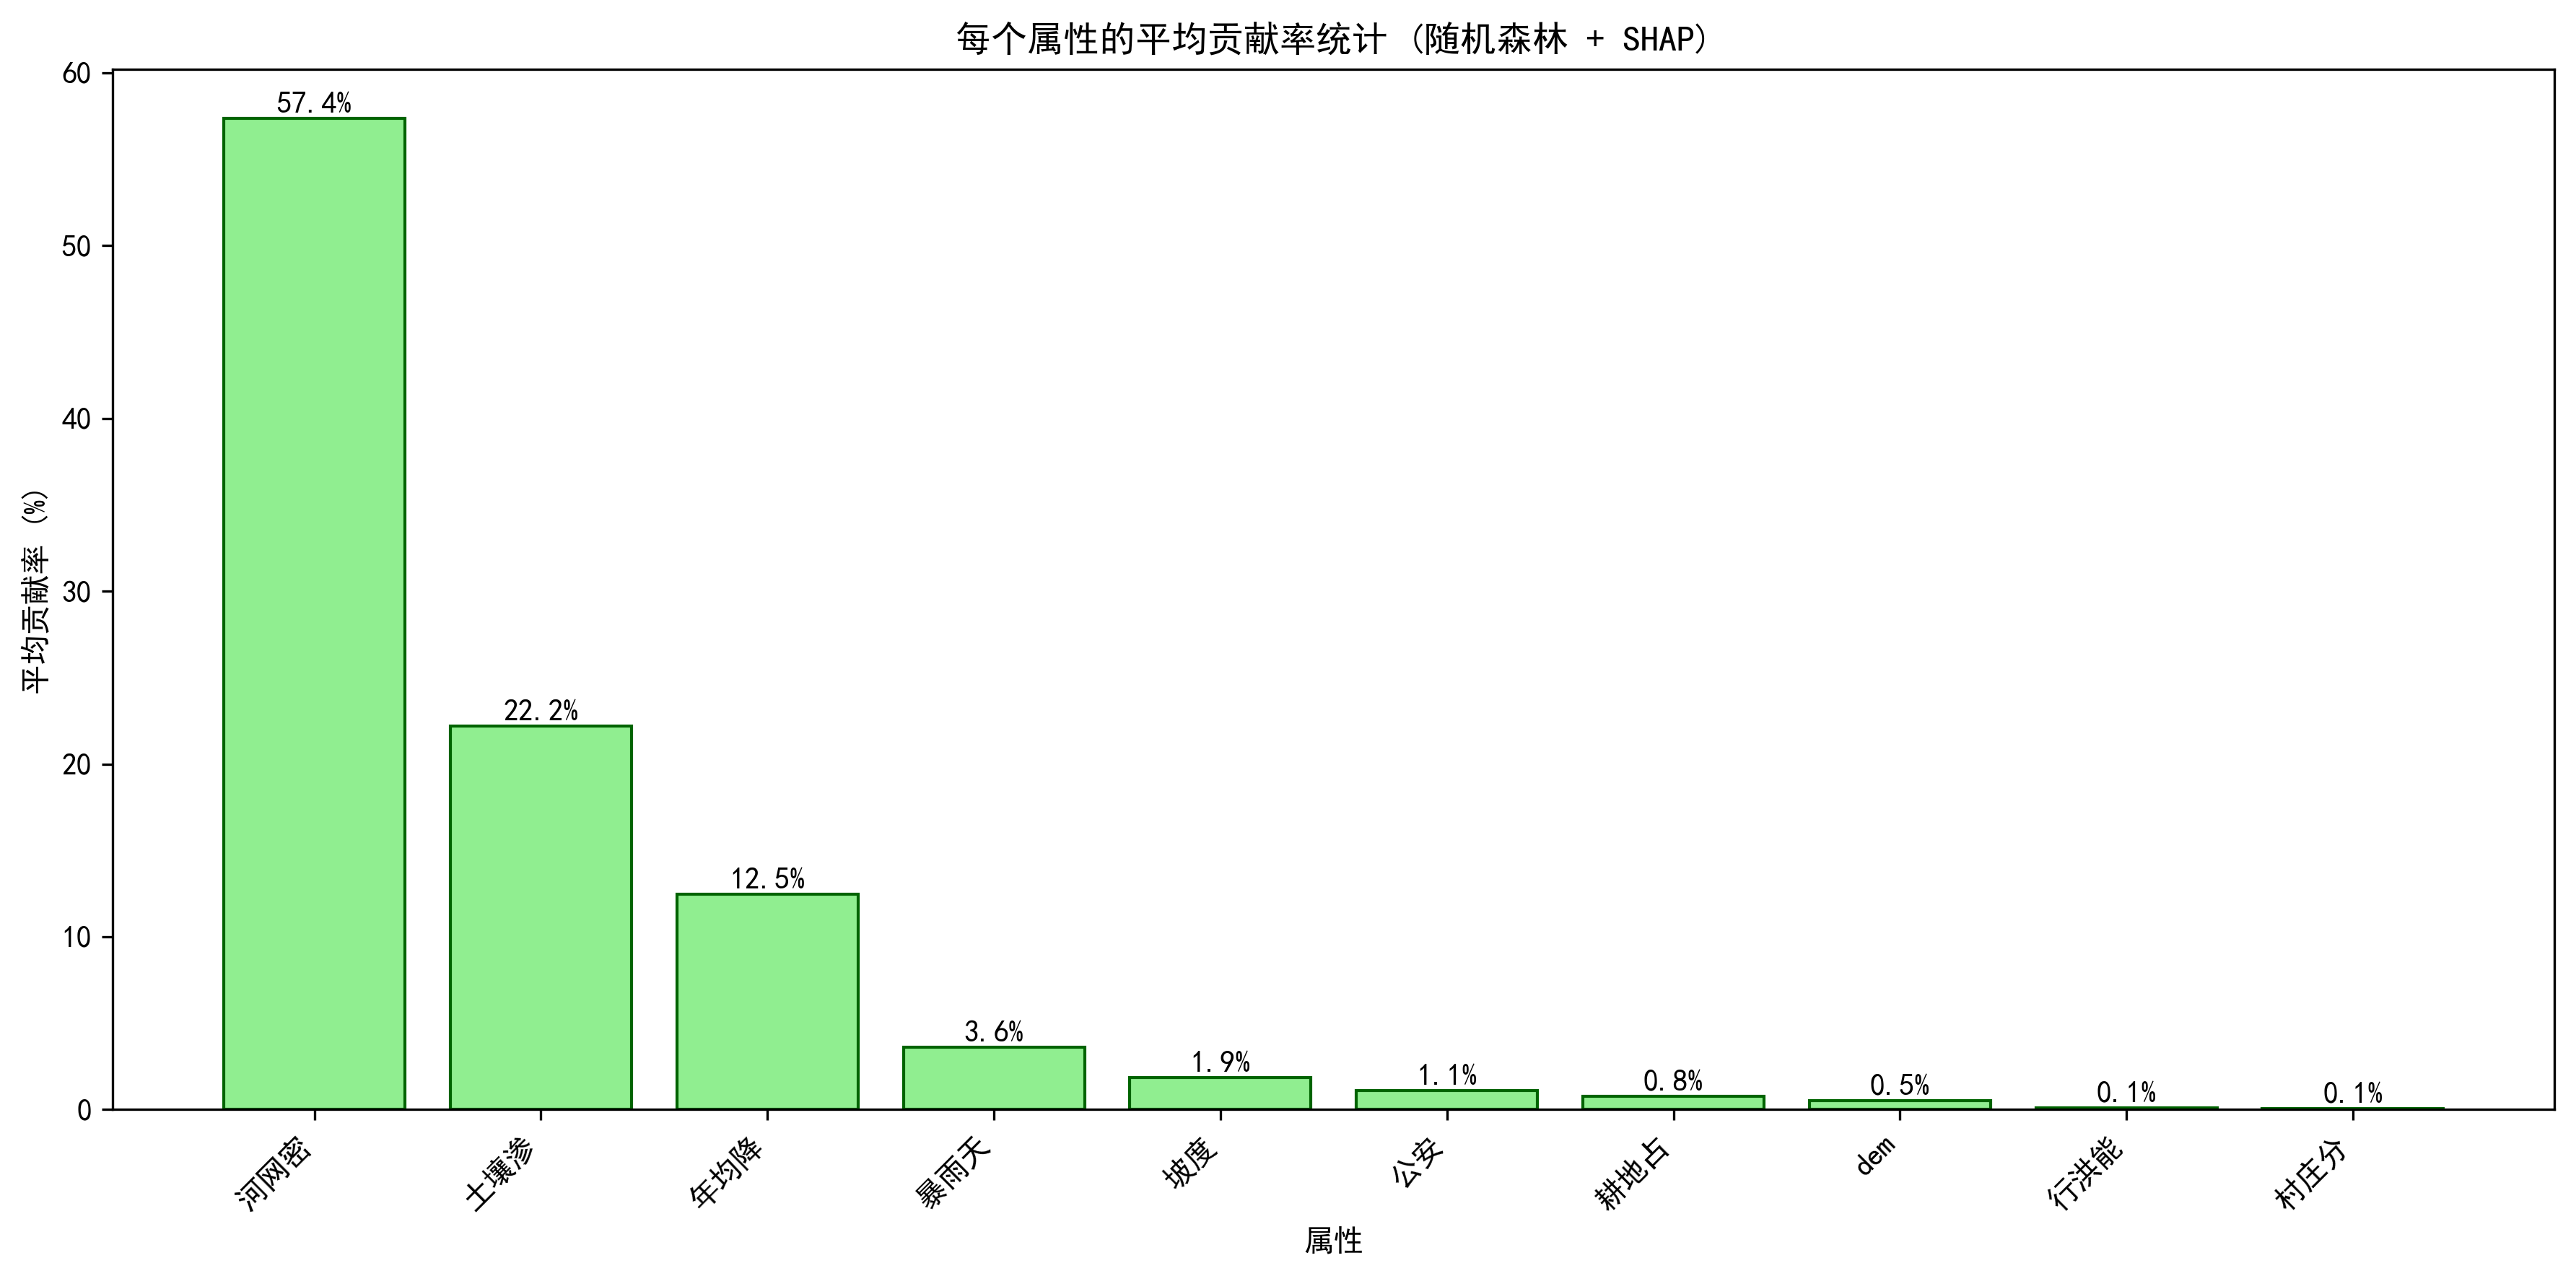 每个属性的平均贡献率统计 (随机森林 + SHAP)
平均贡献率 (%)
60
50
40
30
20
10
0
57.4%
22.2%
12.5%
3.6%
1.9%
1.1%
0.8%
0.5%
0.1%
0.1%
河网密
土壤渗
年均降
暴雨天
坡度
公安
耕地占
dem
行洪能
村庄分
属性